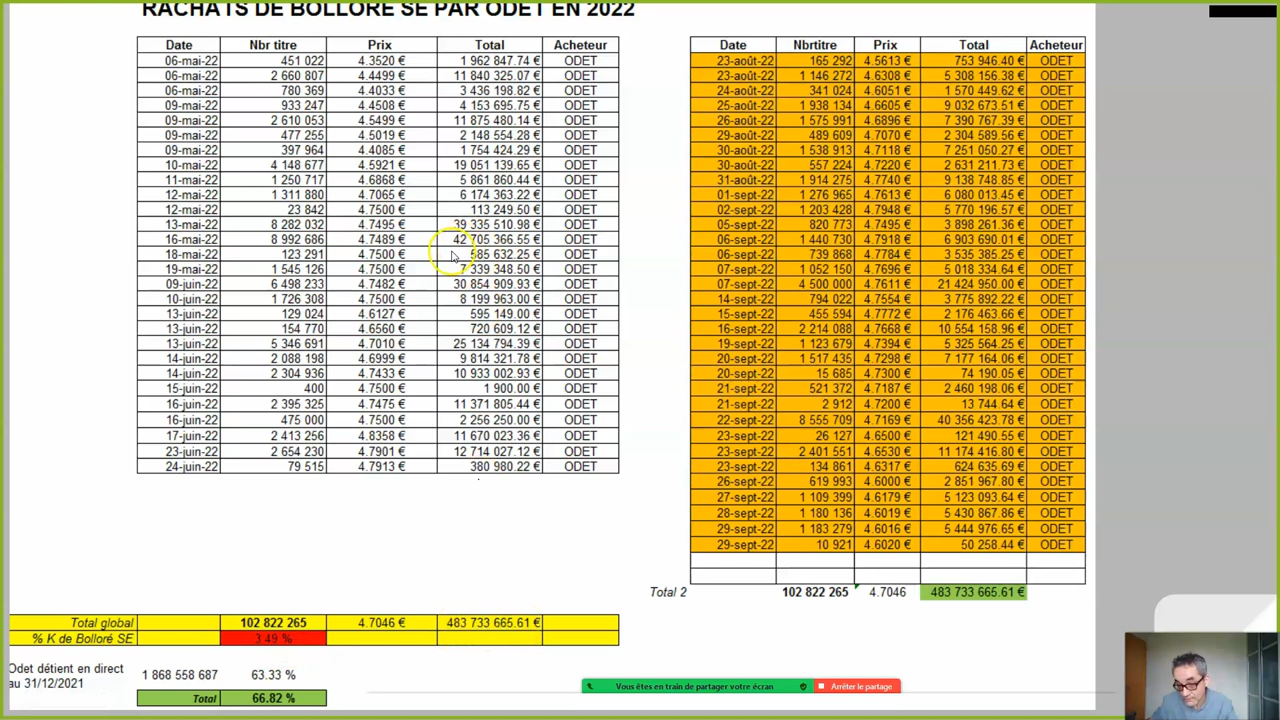 RACHATS DE BOLLORE SE PAR ODET EN 2022
Date Nbr titre Prix Total Acheteur
06-mai-22 451 022 4.3520 € 1 962 847.74 € ODET
06-mai-22 2 660 807 4.4499 € 11 840 325.07 € ODET
06-mai-22 780 369 4.4033 € 3 436 198.82 € ODET
09-mai-22 933 247 4.4508 € 4 153 695.75 € ODET
09-mai-22 2 610 053 4.5499 € 11 875 480.14 € ODET
09-mai-22 477 255 4.5019 € 2 148 554.28 € ODET
09-mai-22 397 964 4.4085 € 1 754 424.29 € ODET
10-mai-22 4 148 677 4.5921 € 19 051 139.65 € ODET
11-mai-22 1 250 717 4.6868 € 5 861 860.44 € ODET
12-mai-22 1 311 880 4.7065 € 6 174 363.22 € ODET
12-mai-22 23 842 4.7500 € 113 249.50 € ODET
13-mai-22 8 282 032 4.7495 € 39 335 510.98 € ODET
16-mai-22 8 992 686 4.7489 € 42 705 366.55 € ODET
18-mai-22 123 291 4.7500 € 585 632.25 € ODET
19-mai-22 1 545 126 4.7500 € 7 339 348.50 € ODET
09-juin-22 6 498 233 4.7482 € 30 854 909.93 € ODET
10-juin-22 1 726 308 4.7500 € 8 199 963.00 € ODET
13-juin-22 129 024 4.6127 € 595 149.00 € ODET
13-juin-22 154 770 4.6560 € 720 609.12 € ODET
13-juin-22 5 346 691 4.7010 € 25 134 794.39 € ODET
14-juin-22 2 088 198 4.6999 € 9 814 321.78 € ODET
14-juin-22 2 304 936 4.7433 € 10 933 002.93 € ODET
15-juin-22 400 4.7500 € 1 900.00 € ODET
16-juin-22 2 395 325 4.7475 € 11 371 805.44 € ODET
16-juin-22 475 000 4.7500 € 2 256 250.00 € ODET
17-juin-22 2 413 256 4.8358 € 11 670 023.36 € ODET
23-juin-22 2 654 230 4.7901 € 12 714 027.12 € ODET
24-juin-22 79 515 4.7913 € 380 980.22 € ODET
Date Nbrtitre Prix Total Acheteur
23-août-22 165 292 4.5613 € 753 946.40 € ODET
23-août-22 1 146 272 4.6308 € 5 308 156.38 € ODET
24-août-22 341 024 4.6051 € 1 570 449.62 € ODET
25-août-22 1 938 134 4.6605 € 9 032 673.51 € ODET
26-août-22 1 575 991 4.6896 € 7 390 767.39 € ODET
29-août-22 489 609 4.7070 € 2 304 589.56 € ODET
30-août-22 1 538 913 4.7118 € 7 251 050.27 € ODET
30-août-22 557 224 4.7220 € 2 631 211.73 € ODET
31-août-22 1 914 275 4.7740 € 9 138 748.85 € ODET
01-sept-22 1 276 965 4.7613 € 6 080 013.45 € ODET
02-sept-22 1 203 428 4.7948 € 5 770 196.57 € ODET
05-sept-22 820 773 4.7495 € 3 898 261.36 € ODET
06-sept-22 1 440 730 4.7918 € 6 903 690.01 € ODET
06-sept-22 739 868 4.7784 € 3 535 385.25 € ODET
07-sept-22 1 052 150 4.7696 € 5 018 334.64 € ODET
07-sept-22 4 500 000 4.7611 € 21 424 950.00 € ODET
14-sept-22 794 022 4.7554 € 3 775 892.22 € ODET
15-sept-22 455 594 4.7772 € 2 176 463.66 € ODET
16-sept-22 2 214 088 4.7668 € 10 554 158.96 € ODET
19-sept-22 1 123 679 4.7394 € 5 325 564.25 € ODET
20-sept-22 1 517 435 4.7298 € 7 177 164.06 € ODET
20-sept-22 15 685 4.7300 € 74 190.05 € ODET
21-sept-22 521 372 4.7187 € 2 460 198.06 € ODET
21-sept-22 2 912 4.7200 € 13 744.64 € ODET
22-sept-22 8 555 709 4.7169 € 40 356 423.78 € ODET
23-sept-22 26 127 4.6500 € 121 490.55 € ODET
23-sept-22 2 401 551 4.6530 € 11 174 416.80 € ODET
23-sept-22 134 861 4.6317 € 624 635.69 € ODET
26-sept-22 619 993 4.6000 € 2 851 967.80 € ODET
27-sept-22 1 109 399 4.6179 € 5 123 093.64 € ODET
28-sept-22 1 180 136 4.6019 € 5 430 867.86 € ODET
29-sept-22 1 183 279 4.6016 € 5 444 976.65 € ODET
29-sept-22 10 921 4.6020 € 50 258.44 € ODET
Total 2 102 822 265 4.7046 483 733 665.61 €
Total global 102 822 265 4.7046 € 483 733 665.61 €
% K de Bolloré SE 3.49 %
Odet détient en direct
au 31/12/2021 1 868 558 687 63.33 %
Total 66.82 %
Vous êtes en train de partager votre écran Arrêter le partage